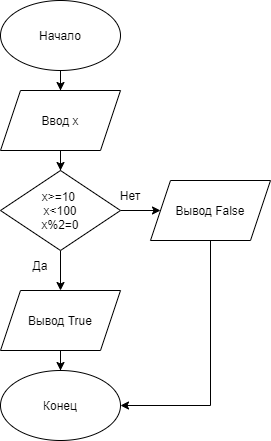 Начало
Ввод x
x>=10
x<100
x%2=0
Нет
Вывод False
Да
Вывод True
Конец